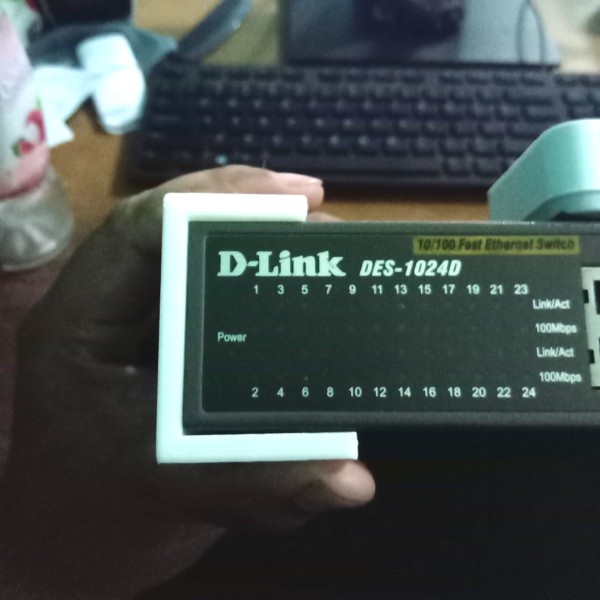 10/100 Fast Ethernet Switch
D-Link DES-1024D
1 3 5 7 9 11 13 15 17 19 21 23
Link/Act
100Mbps
Power
Link/Act
100Mbps
2 4 6 8 10 12 14 16 18 20 22 24